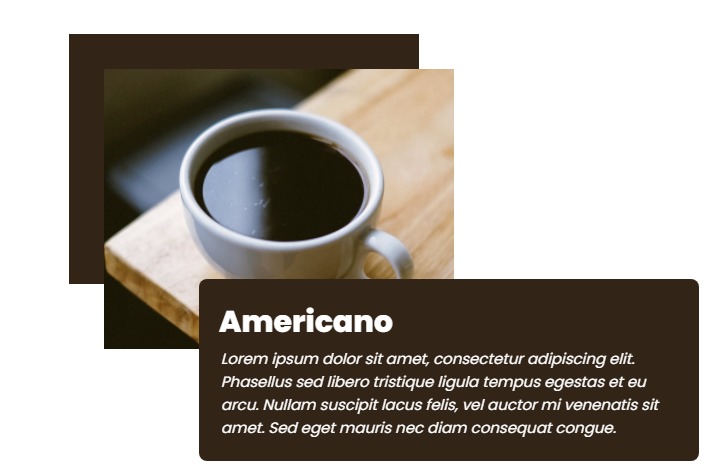 Americano
Lorem ipsum dolor sit amet, consectetur adipiscing elit.
Phasellus sed libero tristique ligula tempus egestas et eu
arcu. Nullam suscipit lacus felis, vel auctor mi venenatis sit
amet. Sed eget mauris nec diam consequat congue.